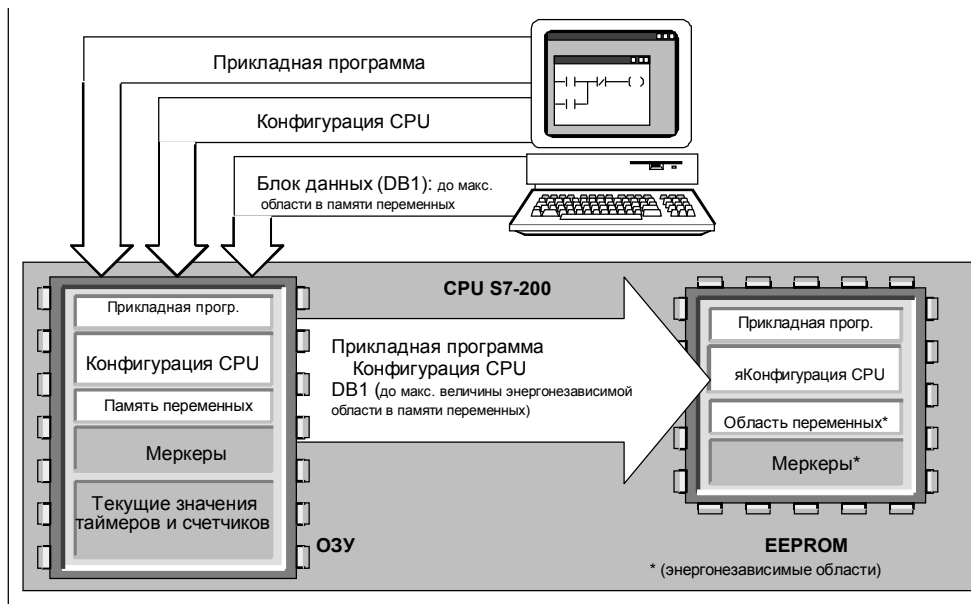 Прикладная программа
Конфигурация CPU
Блок данных (DB1): до макс.
области в памяти переменных
CPU S7-200
Прикладная прогр.
Конфигурация CPU
Память переменных
Меркеры
Текущие значения
таймеров и счетчиков
ОЗУ
Прикладная программа
Конфигурация CPU
DB1 (до макс. величины энергонезависимой
области в памяти переменных)
Прикладная прогр.
яКонфигурация CPU
Область переменных*
Меркеры*
EEPROM
* (энергонезависимые области)